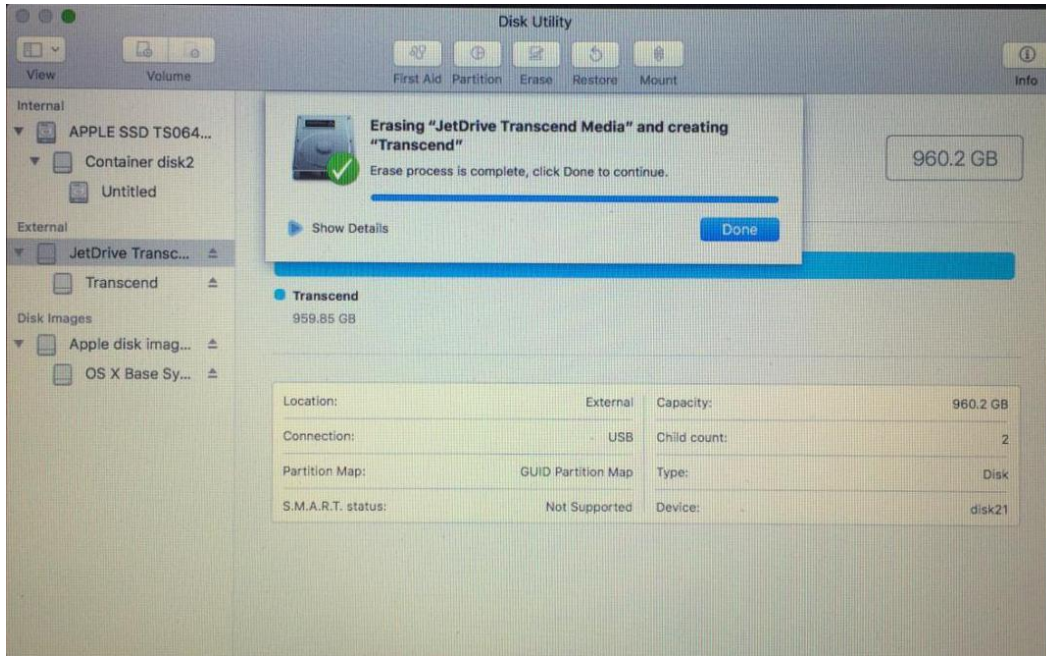 Disk Utility
View
Volume
First Aid
Partition
Erase
Restore
Mount
Info
Internal
APPLE SSD TS064...
Container disk2
Untitled
External
JetDrive Transc...
Transcend
Disk Images
Apple disk imag...
OS X Base Sy...
Erasing “JetDrive Transcend Media” and creating
“Transcend”
Erase process is complete, click Done to continue.
Show Details
Done
960.2 GB
Transcend
959.85 GB
Location: External
Capacity: 960.2 GB
Connection: USB
Child count: 2
Partition Map: GUID Partition Map
Type: Disk
S.M.A.R.T. status: Not Supported
Device: disk21